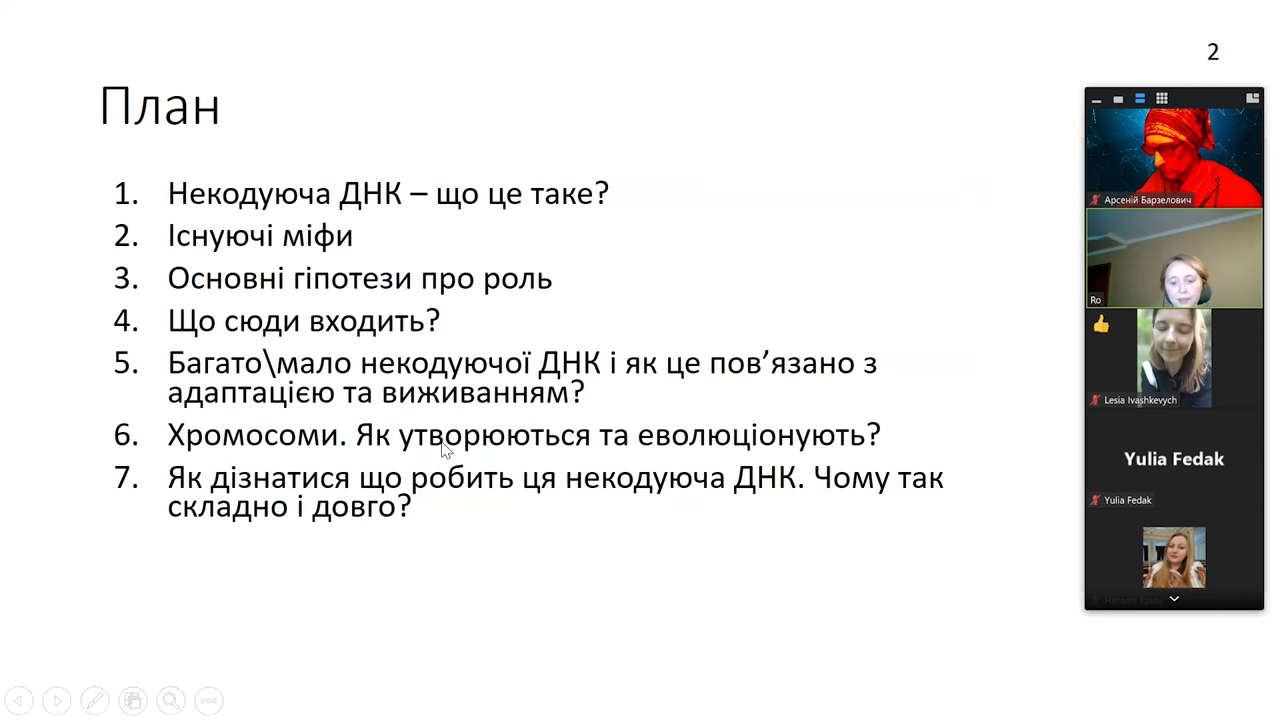 2
План
1. Некодуюча ДНК – що це таке?
2. Існуючі міфи
3. Основні гіпотези про роль
4. Що сюди входить?
5. Багато\мало некодуючої ДНК і як це пов’язано з
адаптацією та виживанням?
6. Хромосоми. Як утворюються та еволюціонують?
7. Як дізнатися що робить ця некодуюча ДНК. Чому так
складно і довго?
Арсеній Барзелович
Ro
Lesia Ivashkevych
Yulia Fedak
Yulia Fedak